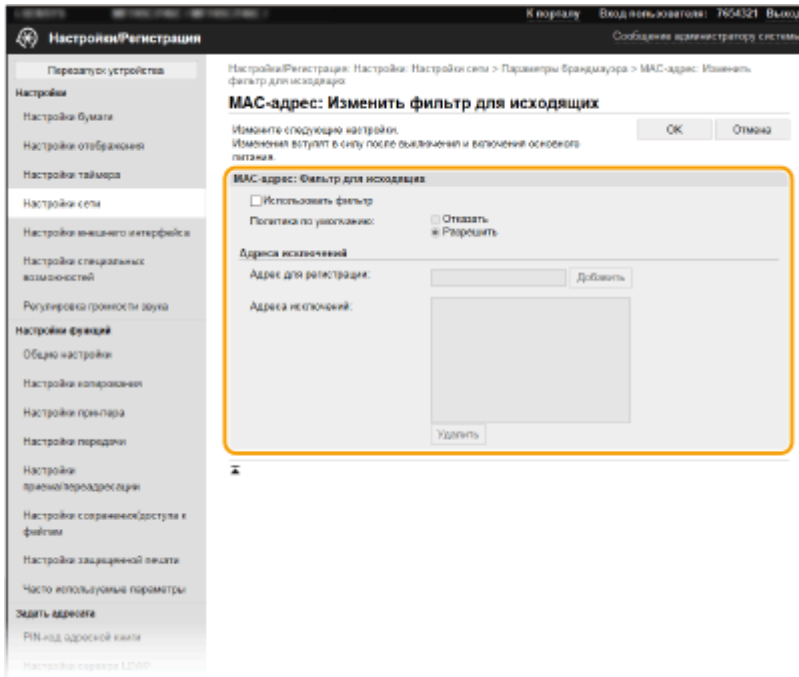 К порталу Вход пользователя: 7654321 Выход
Настройки/Регистрация
Сообщение администратору системы
Перезапуск устройства
Настройки
Настройки бумаги
Настройки отображения
Настройки таймера
Настройки сети
Настройки внешнего интерфейса
Настройки специальных
возможностей
Регулировка громкости звука
Настройки функций
Общие настройки
Настройки копирования
Настройки принтера
Настройки передачи
Настройки
приема/переадресации
Настройки сохранения/доступа к
файлам
Настройки защищенной печати
Часто используемые параметры
Задать адресата
PIN-код адресной книги
Настройки сервера LDAP
Настройки/Регистрация: Настройки: Настройки сети > Параметры брандмауэра > MAC-адрес: Изменить
фильтр для исходящих
MAC-адрес: Изменить фильтр для исходящих
Измените следующие настройки.
Изменения вступят в силу после выключения и включения основного
питания.
OK Отмена
MAC-адрес: Фильтр для исходящих
Использовать фильтр
Политика по умолчанию:
Отказать
Разрешить
Адреса исключений
Адрес для регистрации:
Добавить
Адреса исключений:
Удалить